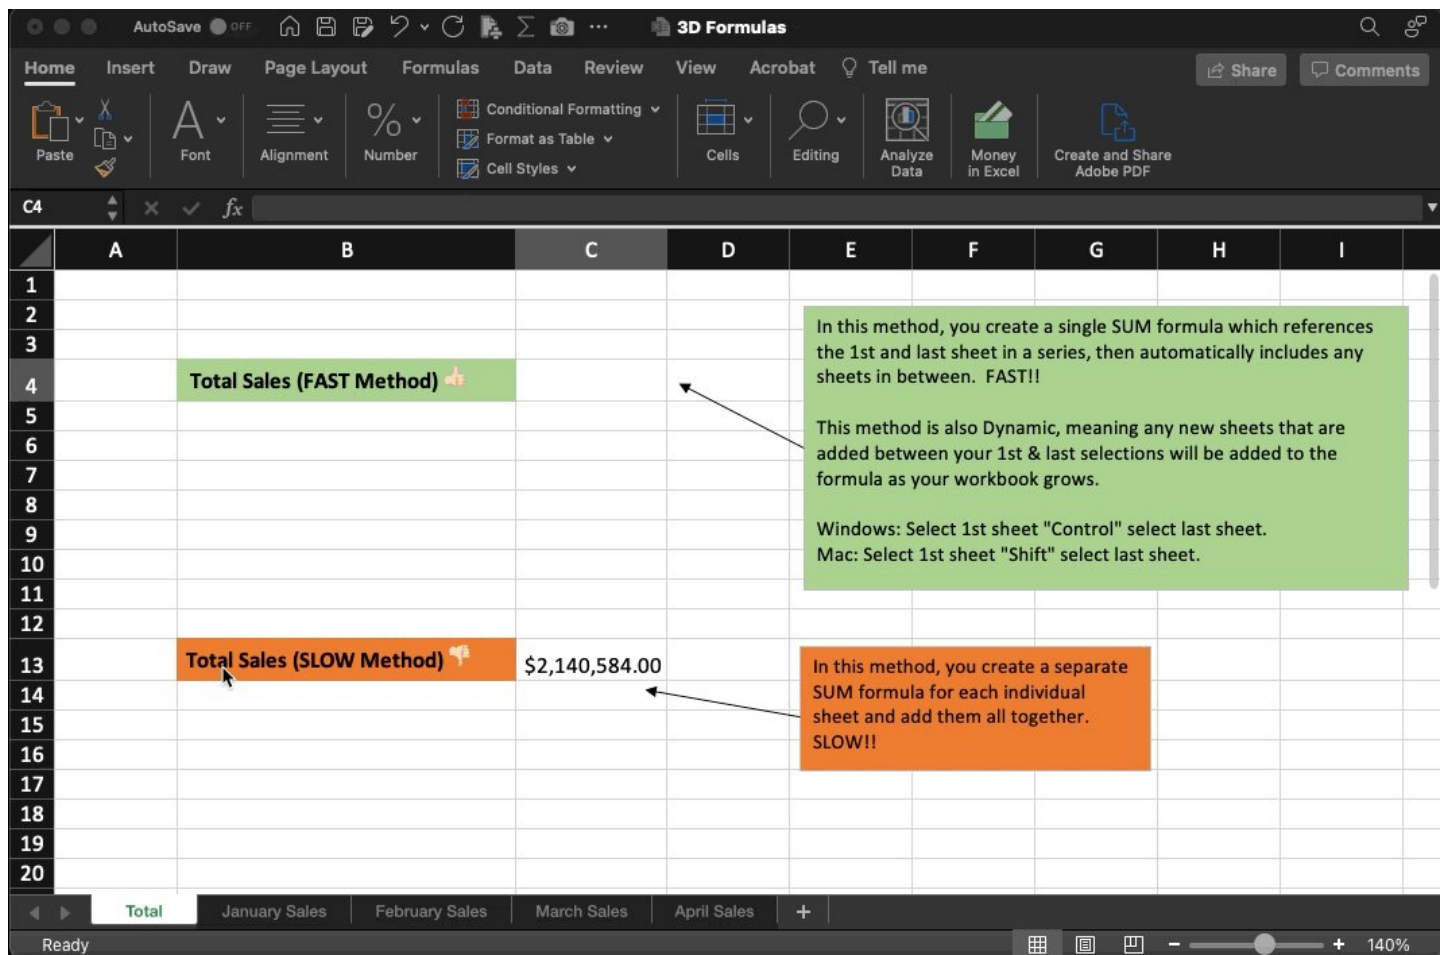 AutoSave OFF 3D Formulas
Home Insert Draw Page Layout Formulas Data Review View Acrobat Tell me Share Comments
Paste Font Alignment Number Conditional Formatting Format as Table Cell Styles Cells Editing Analyze Data Money in Excel Create and Share Adobe PDF
C4 fx
A B C D E F G H I
1
2
3
4 Total Sales (FAST Method) 👍🏻
In this method, you create a single SUM formula which references
the 1st and last sheet in a series, then automatically includes any
sheets in between. FAST!!
This method is also Dynamic, meaning any new sheets that are
added between your 1st & last selections will be added to the
formula as your workbook grows.
Windows: Select 1st sheet "Control" select last sheet.
Mac: Select 1st sheet "Shift" select last sheet.
5
6
7
8
9
10
11
12
13 Total Sales (SLOW Method) 👎🏻 $2,140,584.00
In this method, you create a separate
SUM formula for each individual
sheet and add them all together.
SLOW!!
14
15
16
17
18
19
20
Total January Sales February Sales March Sales April Sales +
Ready - + 140%